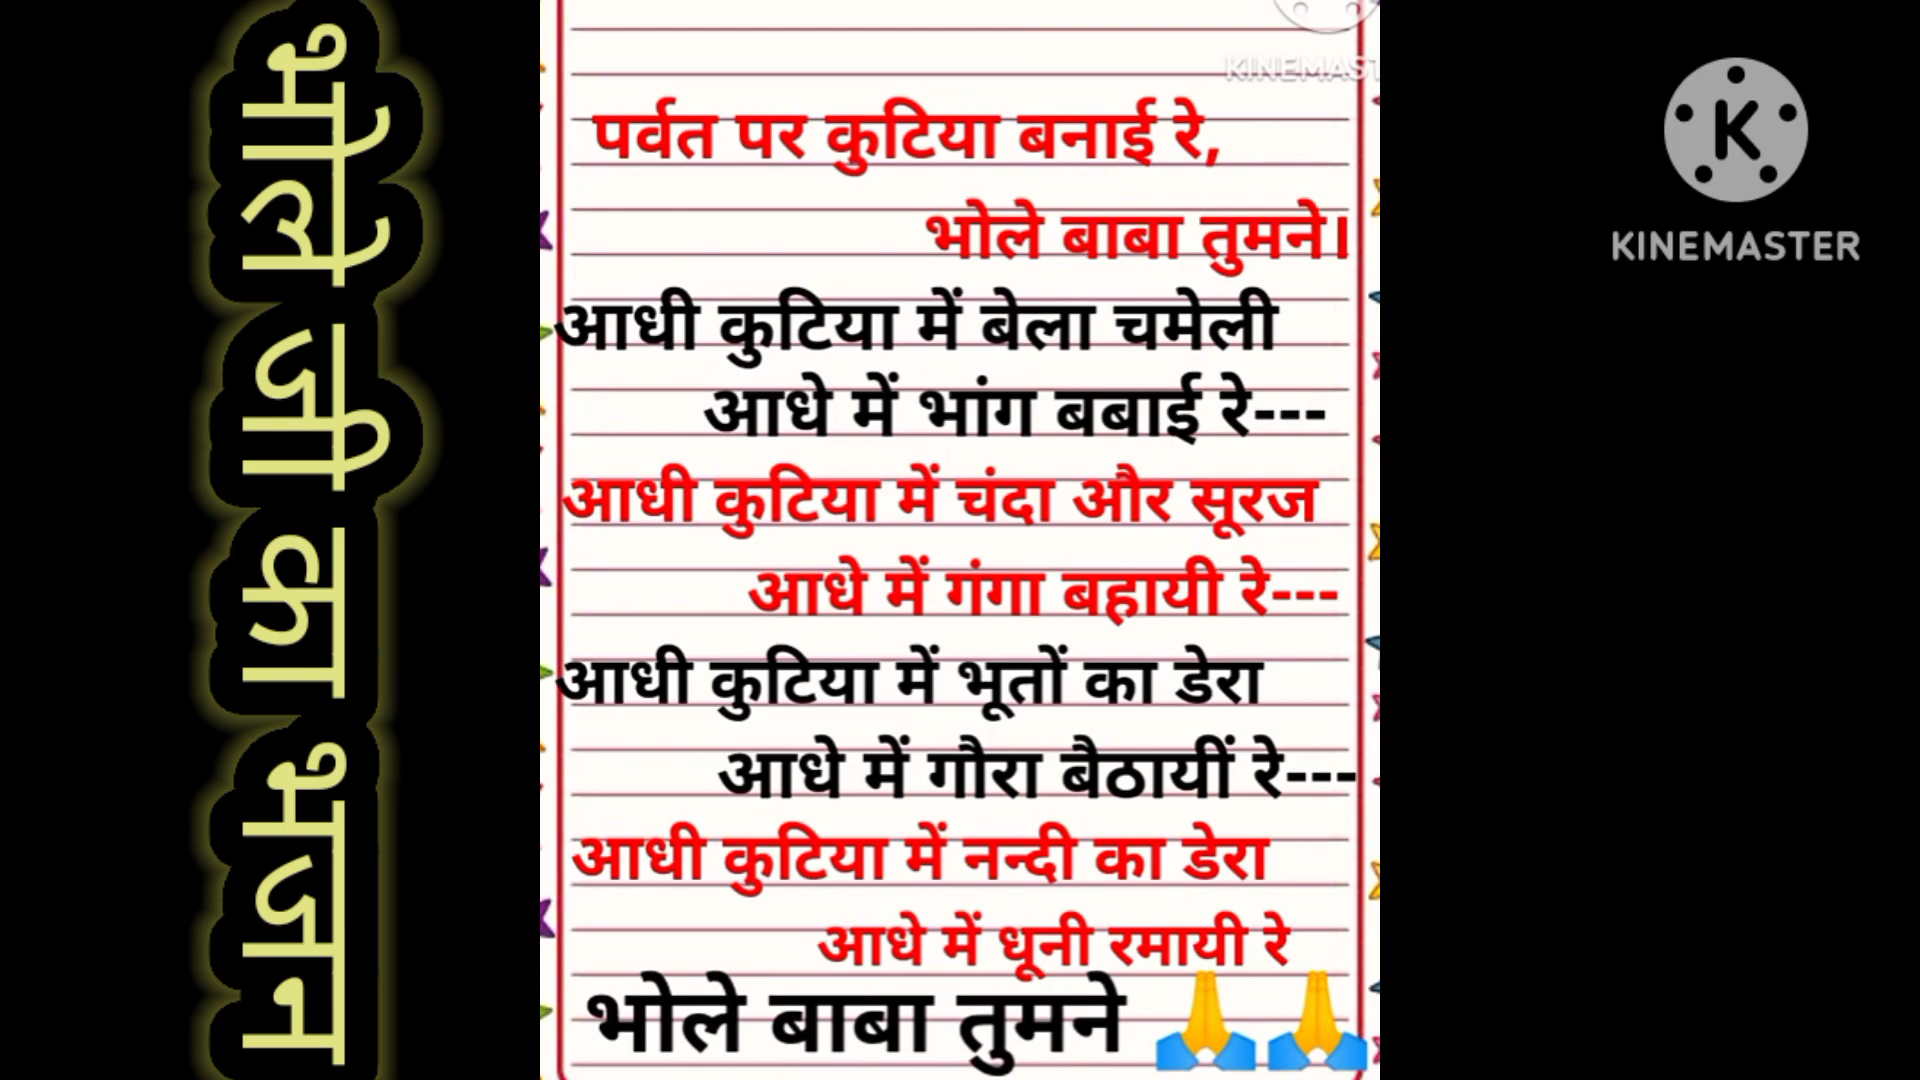 भोले जी का भजन
पर्वत पर कुटिया बनाई रे,
भोले बाबा तुमने।
आधी कुटिया में बेला चमेली
आधे में भांग बबाई रे---
आधी कुटिया में चंदा और सूरज
आधे में गंगा बहायी रे---
आधी कुटिया में भूतों का डेरा
आधे में गौरा बैठायीं रे---
आधी कुटिया में नन्दी का डेरा
आधे में धूनी रमायी रे
भोले बाबा तुमने 🙏🙏
KINEMAST
K
KINEMASTER